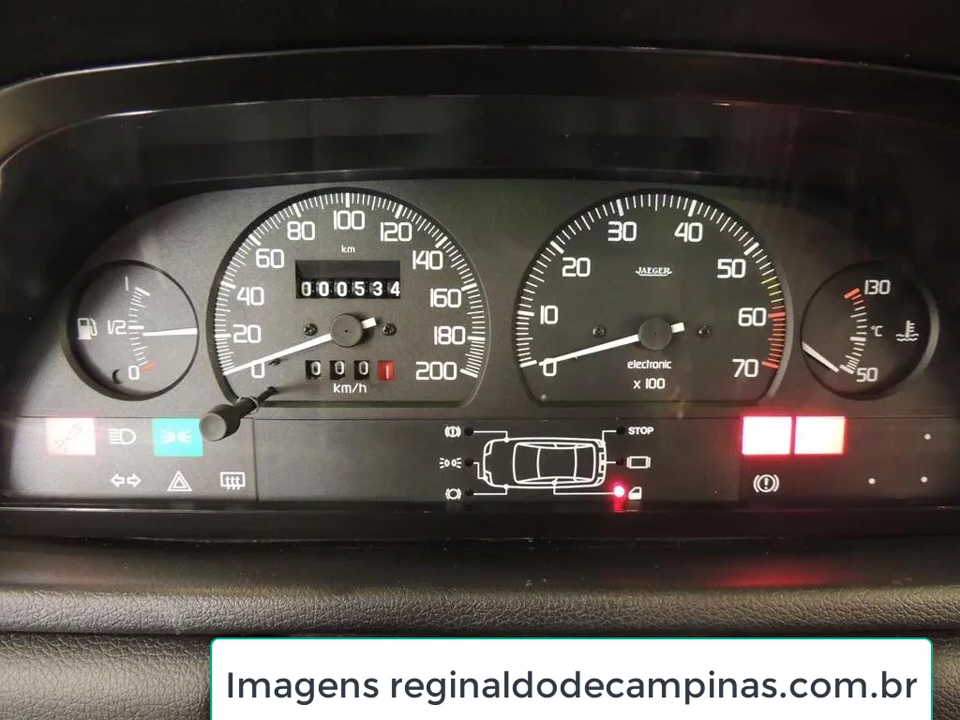 80 100 120
60 km 140
40 000534 160
20 180
0 0001 200
km/h
1
1/2
0
30 40
20 JAEGER 50
10 60
0 electronic 70
x 100
130
°C
50
STOP
Imagens reginaldodecampinas.com.br